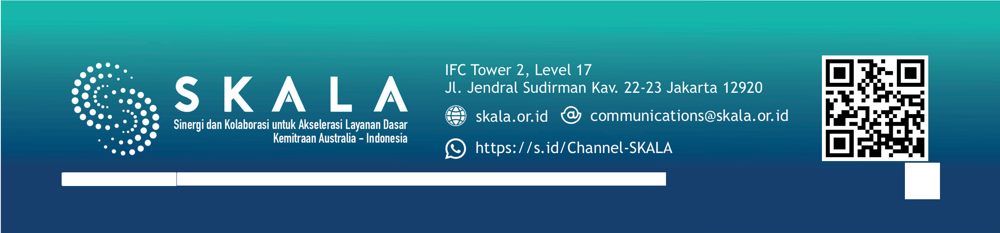 SKALA
Sinergi dan Kolaborasi untuk Akselerasi Layanan Dasar
Kemitraan Australia – Indonesia
IFC Tower 2, Level 17
Jl. Jendral Sudirman Kav. 22-23 Jakarta 12920
skala.or.id
communications@skala.or.id
https://s.id/Channel-SKALA